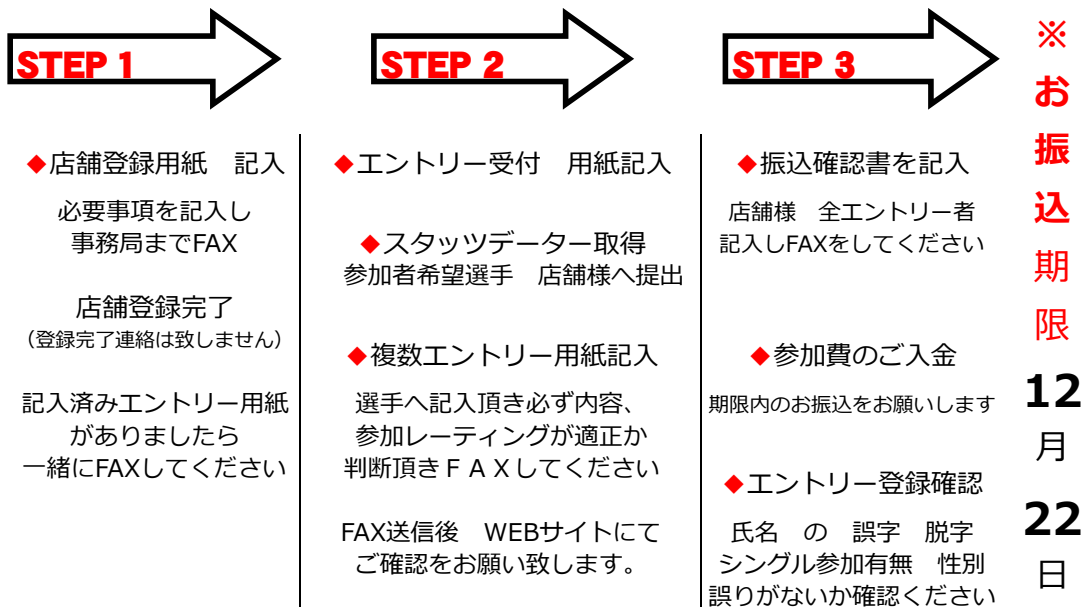 STEP 1
◆店舗登録用紙　記入
必要事項を記入し
事務局までFAX
店舗登録完了
（登録完了連絡は致しません）
記入済みエントリー用紙
がありましたら
一緒にFAXしてください
STEP 2
◆エントリー受付　用紙記入
◆スタッツデーター取得
参加者希望選手　店舗様へ提出
◆複数エントリー用紙記入
選手へ記入頂き必ず内容、
参加レーティングが適正か
判断頂きＦＡＸしてください
FAX送信後　WEBサイトにて
ご確認をお願い致します。
STEP 3
◆振込確認書を記入
店舗様　全エントリー者
記入しFAXをしてください
◆参加費のご入金
期限内のお振込をお願いします
◆エントリー登録確認
氏名　の　誤字　脱字
シングル参加有無　性別
誤りがないか確認ください
※お振込期限12月22日